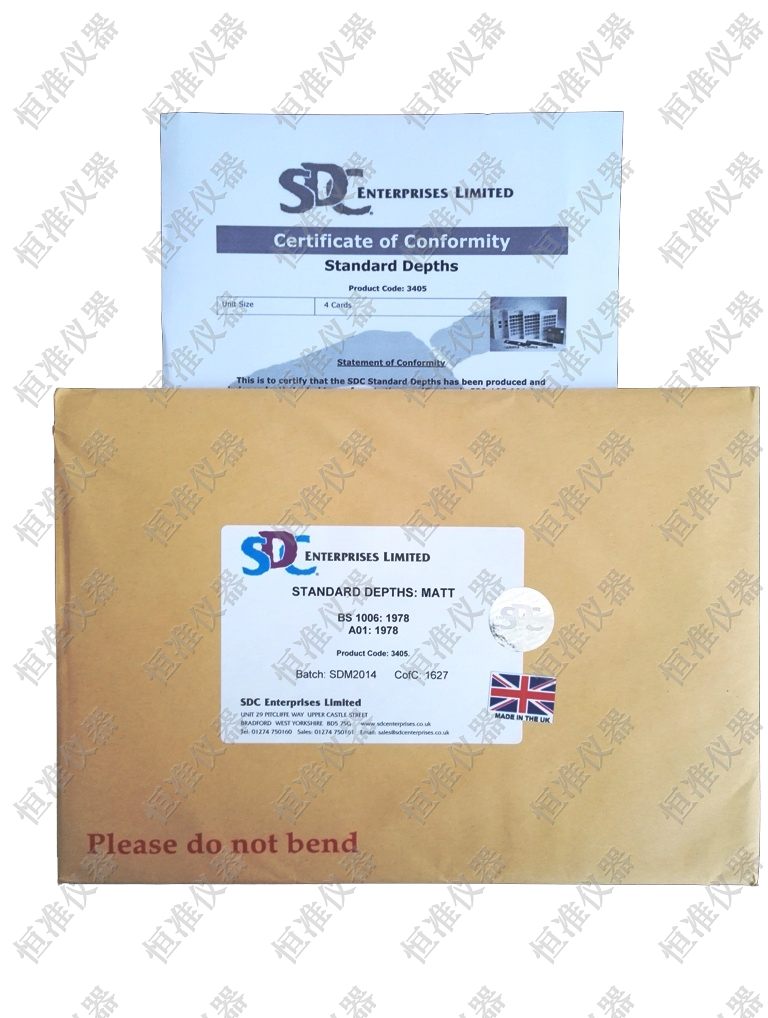 SDC ENTERPRISES LIMITED
Certificate of Conformity
Standard Depths
Product Code: 3405
Unit Size 4 Cards
Statement of Conformity
This is to certify that the SDC Standard Depths has been produced and
SDC ENTERPRISES LIMITED
STANDARD DEPTHS: MATT
BS 1006: 1978
A01: 1978
SDC
Product Code: 3405.
Batch: SDM2014 CofC: 1627
SDC Enterprises Limited
UNIT 29 PITCLIFFE WAY UPPER CASTLE STREET
BRADFORD WEST YORKSHIRE BD5 7SG www.sdcenterprises.co.uk
Tel: 01274 750160 Sales: 01274 750161 Email: sales@sdcenterprises.co.uk
MADE IN THE UK
Please do not bend
恒准仪器